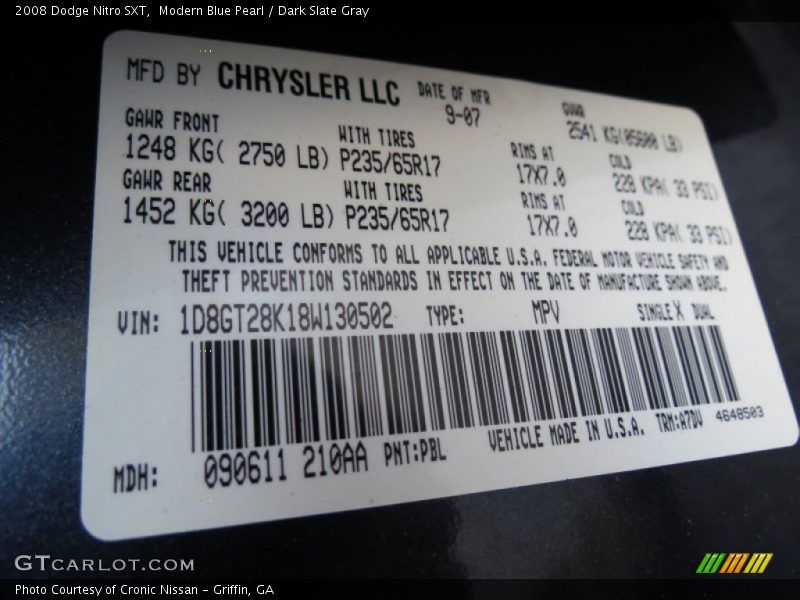 2008 Dodge Nitro SXT,  Modern Blue Pearl / Dark Slate Gray
MFD BY CHRYSLER LLC DATE OF MFR GVWR
9-07 2541 KG(05600 LB)
GAWR FRONT WITH TIRES RIMS AT COLD
1248 KG( 2750 LB) P235/65R17 17X7.0 228 KPA( 33 PSI)
GAWR REAR WITH TIRES RIMS AT COLD
1452 KG( 3200 LB) P235/65R17 17X7.0 228 KPA( 33 PSI)
THIS VEHICLE CONFORMS TO ALL APPLICABLE U.S.A. FEDERAL MOTOR VEHICLE SAFETY AND
THEFT PREVENTION STANDARDS IN EFFECT ON THE DATE OF MANUFACTURE SHOWN ABOVE.
VIN: 1D8GT28K18W130502 TYPE: MPV SINGLE X DUAL
MDH: 090611 210AA PNT:PBL VEHICLE MADE IN U.S.A. TRM:A7DV 4648503
GTCARLOT.COM
Photo Courtesy of Cronic Nissan - Griffin, GA